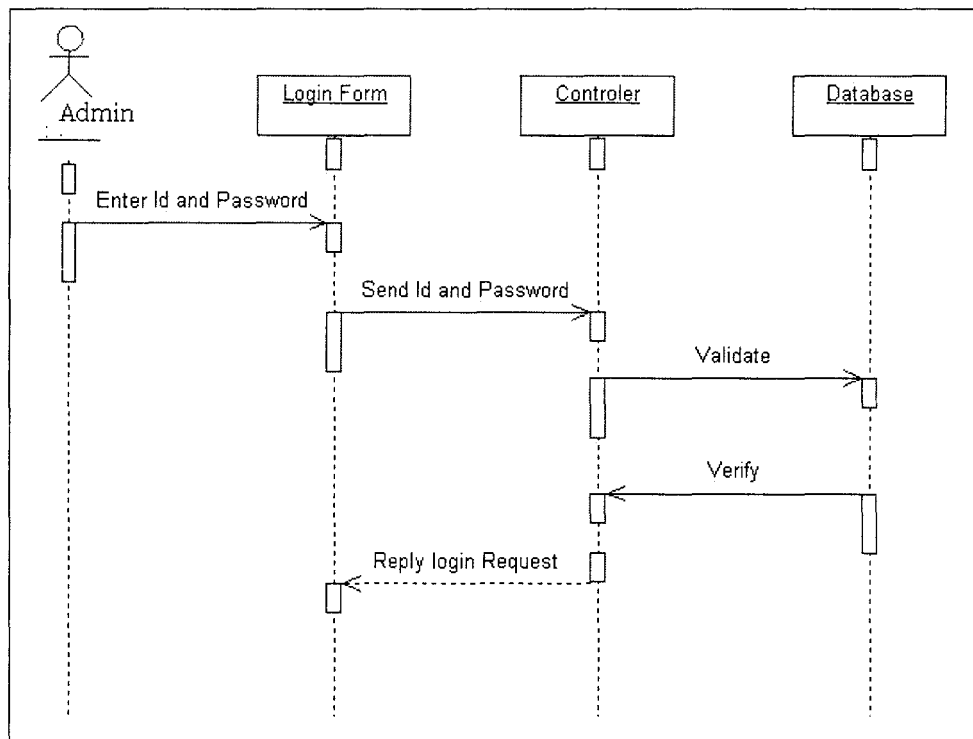 Admin
Login Form
Controler
Database
Enter Id and Password
Send Id and Password
Validate
Verify
Reply login Request